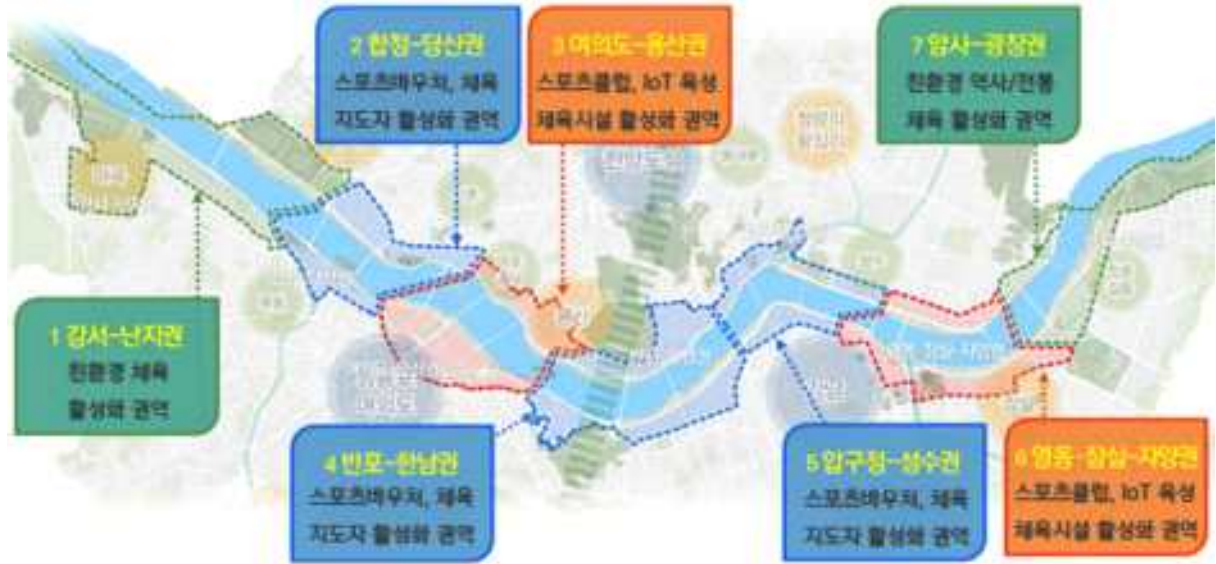 2 합정-당산권
스포츠바우처, 체육
지도자 활성화 권역
3 여의도-용산권
스포츠클럽, IoT 육성
체육시설 활성화 권역
7 암사-광장권
친환경 역사/전통
체육 활성화 권역
1 강서-난지권
친환경 체육
활성화 권역
4 반포-한남권
스포츠바우처, 체육
지도자 활성화 권역
5 압구정-성수권
스포츠바우처, 체육
지도자 활성화 권역
6 영동-잠실-자양권
스포츠클럽, IoT 육성
체육시설 활성화 권역